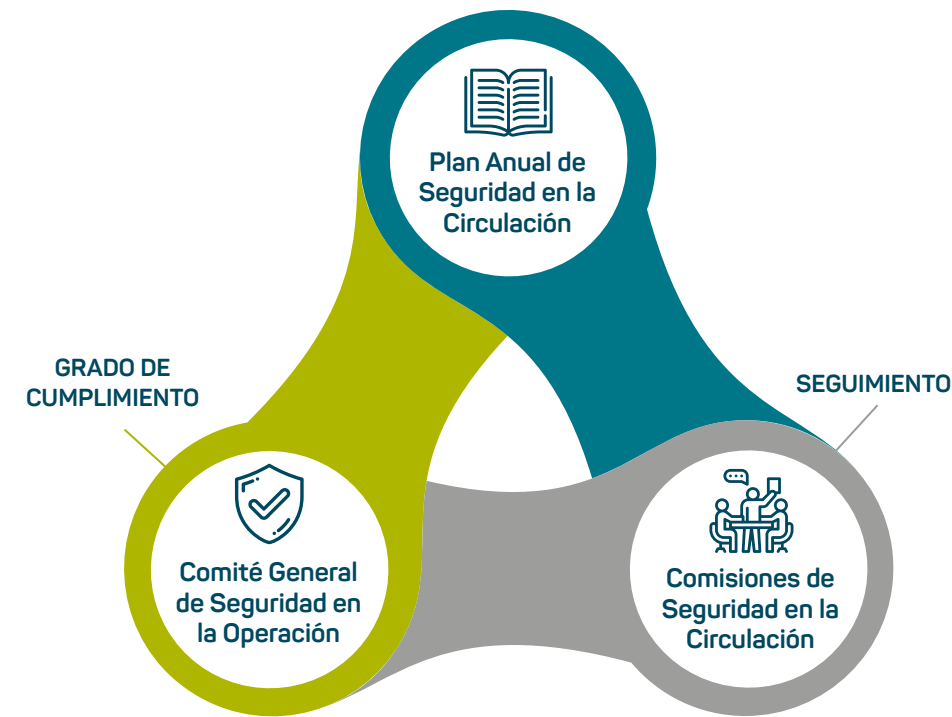 Plan Anual de
Seguridad en la
Circulación
GRADO DE
CUMPLIMIENTO
SEGUIMIENTO
Comité General
de Seguridad en
la Operación
Comisiones de
Seguridad en la
Circulación